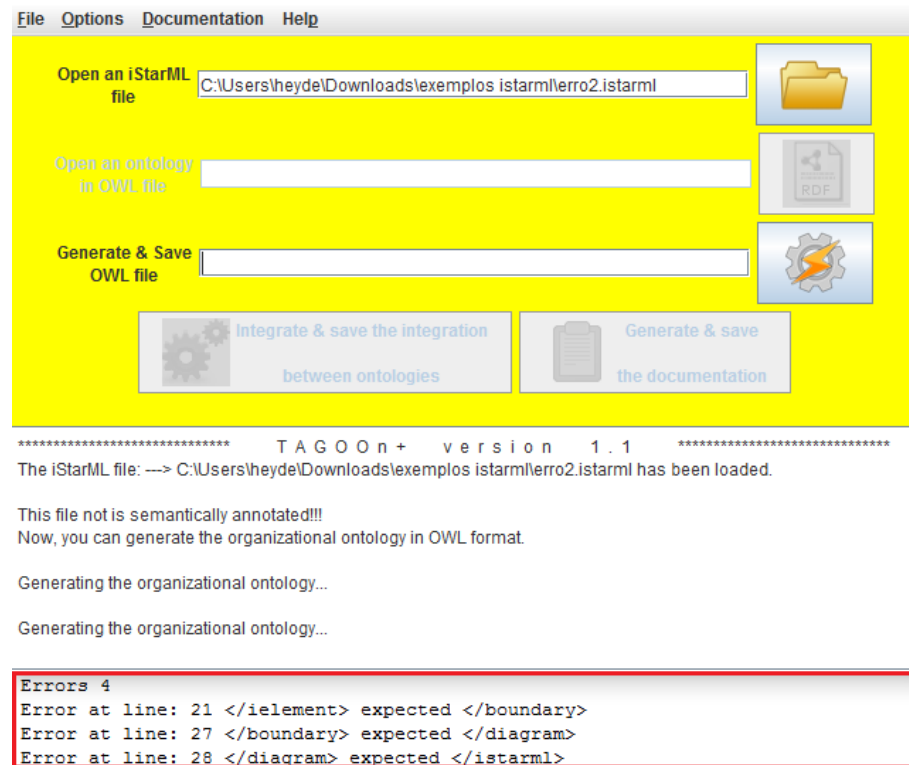 File Options Documentation Help
Open an iStarML
file
C:\Users\heyde\Downloads\exemplos istarml\erro2.istarml
Open an ontology
in OWL file
RDF
Generate & Save
OWL file
Integrate & save the integration
between ontologies
Generate & save
the documentation
****************************** T A G O O n + v e r s i o n 1 . 1 ******************************
The iStarML file: ---> C:\Users\heyde\Downloads\exemplos istarml\erro2.istarml has been loaded.
This file not is semantically annotated!!!
Now, you can generate the organizational ontology in OWL format.
Generating the organizational ontology...
Generating the organizational ontology...
Errors 4
Error at line: 21 </ielement> expected </boundary>
Error at line: 27 </boundary> expected </diagram>
Error at line: 28 </diagram> expected </istarml>